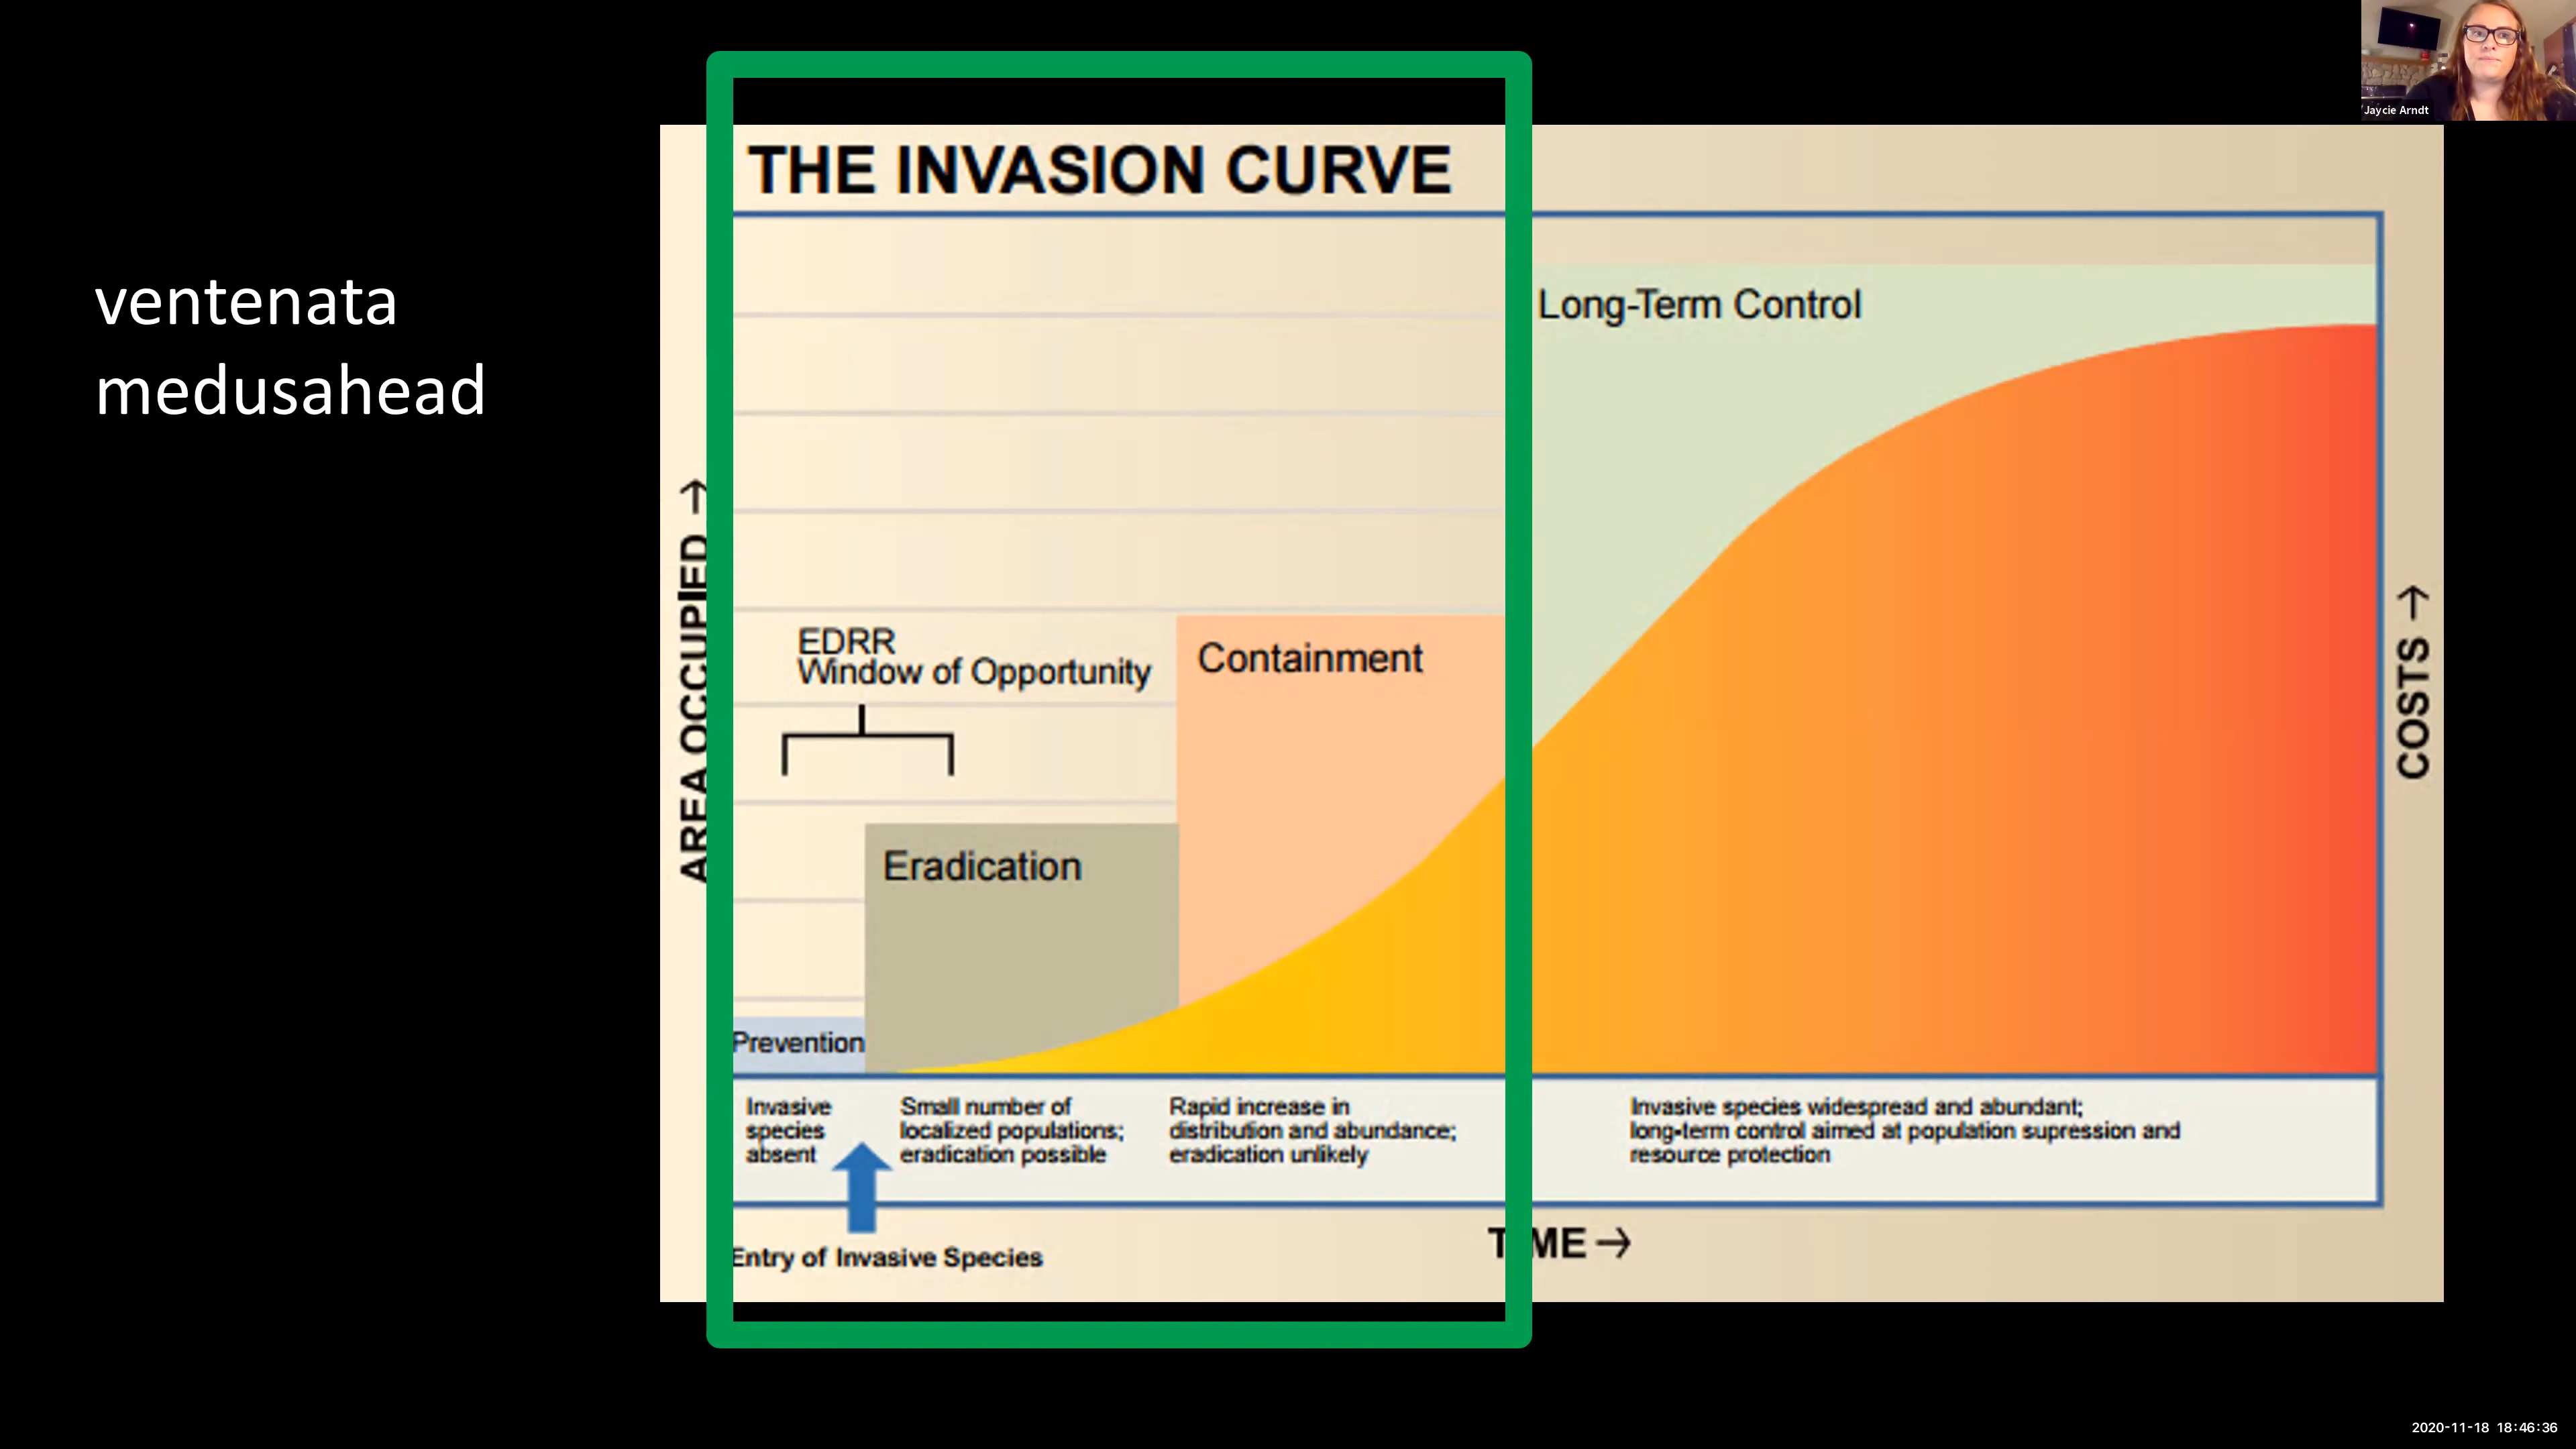 Jaycie Arndt
THE INVASION CURVE
ventenata
medusahead
Long-Term Control
AREA OCCUPIED →
EDRR
Window of Opportunity
Containment
COSTS →
Eradication
Prevention
Invasive
species
absent
Small number of
localized populations;
eradication possible
Rapid increase in
distribution and abundance;
eradication unlikely
Invasive species widespread and abundant;
long-term control aimed at population supression and
resource protection
TIME →
Entry of Invasive Species
2020-11-18 18:46:36